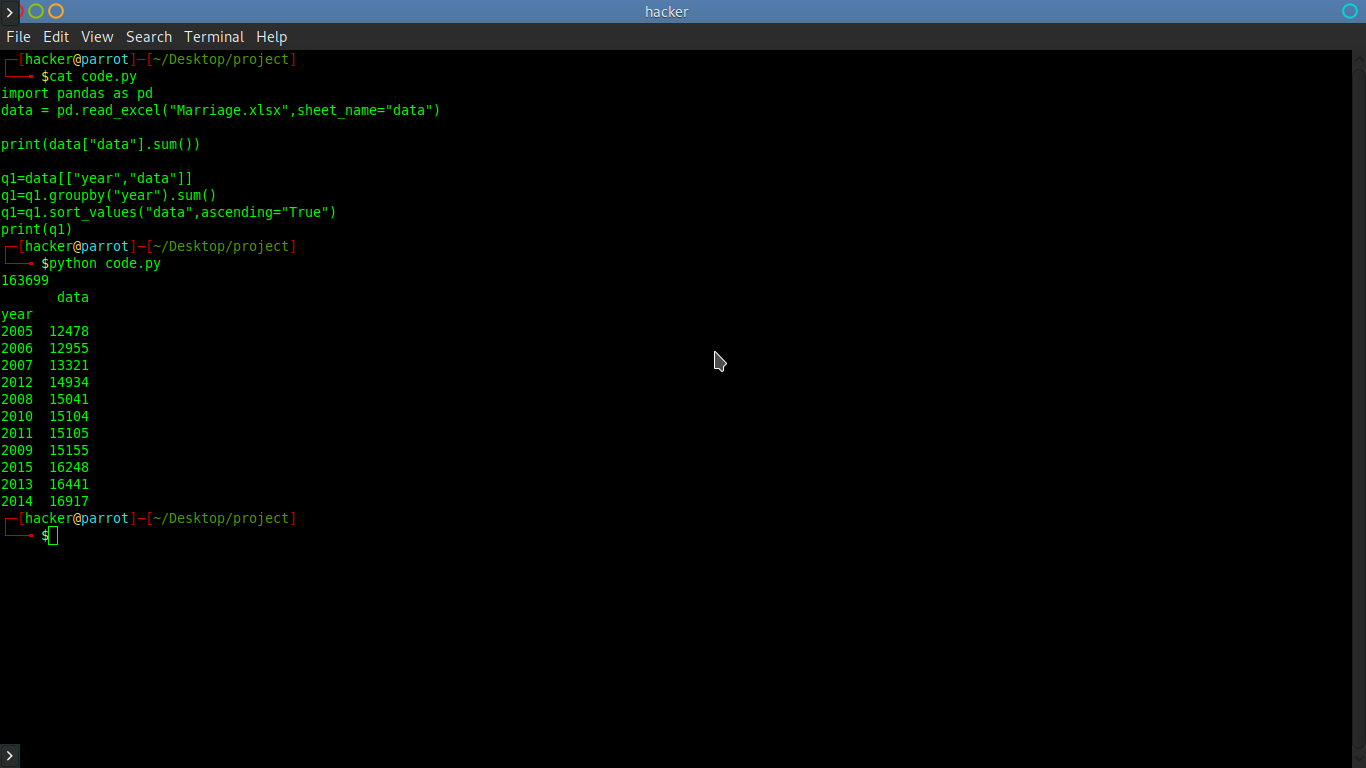 hacker
File Edit View Search Terminal Help
┌─[hacker@parrot]─[~/Desktop/project]
└──╼ $cat code.py
import pandas as pd
data = pd.read_excel("Marriage.xlsx",sheet_name="data")
print(data["data"].sum())
q1=data[["year","data"]]
q1=q1.groupby("year").sum()
q1=q1.sort_values("data",ascending="True")
print(q1)
┌─[hacker@parrot]─[~/Desktop/project]
└──╼ $python code.py
163699
data
year
2005  12478
2006  12955
2007  13321
2012  14934
2008  15041
2010  15104
2011  15105
2009  15155
2015  16248
2013  16441
2014  16917
┌─[hacker@parrot]─[~/Desktop/project]
└──╼ $